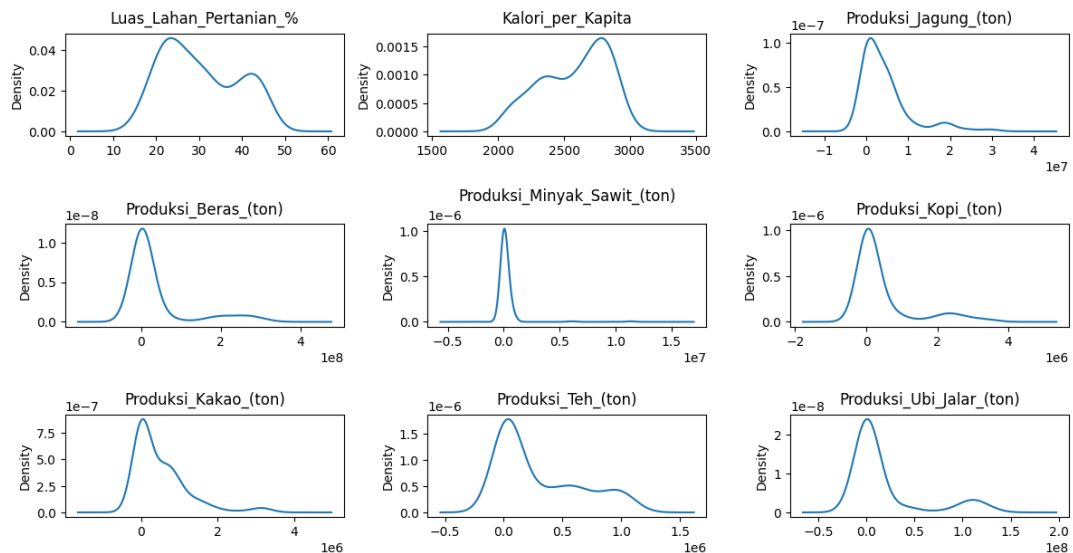 Luas_Lahan_Pertanian_%
Density
0.04
0.02
0.00
0
10
20
30
40
50
60
Kalori_per_Kapita
Density
0.0015
0.0010
0.0005
0.0000
1500
2000
2500
3000
3500
Produksi_Jagung_(ton)
1e-7
Density
1.0
0.5
0.0
−1
0
1
2
3
4
1e7
Produksi_Beras_(ton)
1e-8
Density
1.0
0.5
0.0
0
2
4
1e8
Produksi_Minyak_Sawit_(ton)
1e-6
Density
1.0
0.5
0.0
−0.5
0.0
0.5
1.0
1.5
1e7
Produksi_Kopi_(ton)
1e-6
Density
1.0
0.5
0.0
−2
0
2
4
1e6
Produksi_Kakao_(ton)
1e-7
Density
7.5
5.0
2.5
0.0
0
2
4
1e6
Produksi_Teh_(ton)
1e-6
Density
1.5
1.0
0.5
0.0
−0.5
0.0
0.5
1.0
1.5
1e6
Produksi_Ubi_Jalar_(ton)
1e-8
Density
2
1
0
−0.5
0.0
0.5
1.0
1.5
2.0
1e8